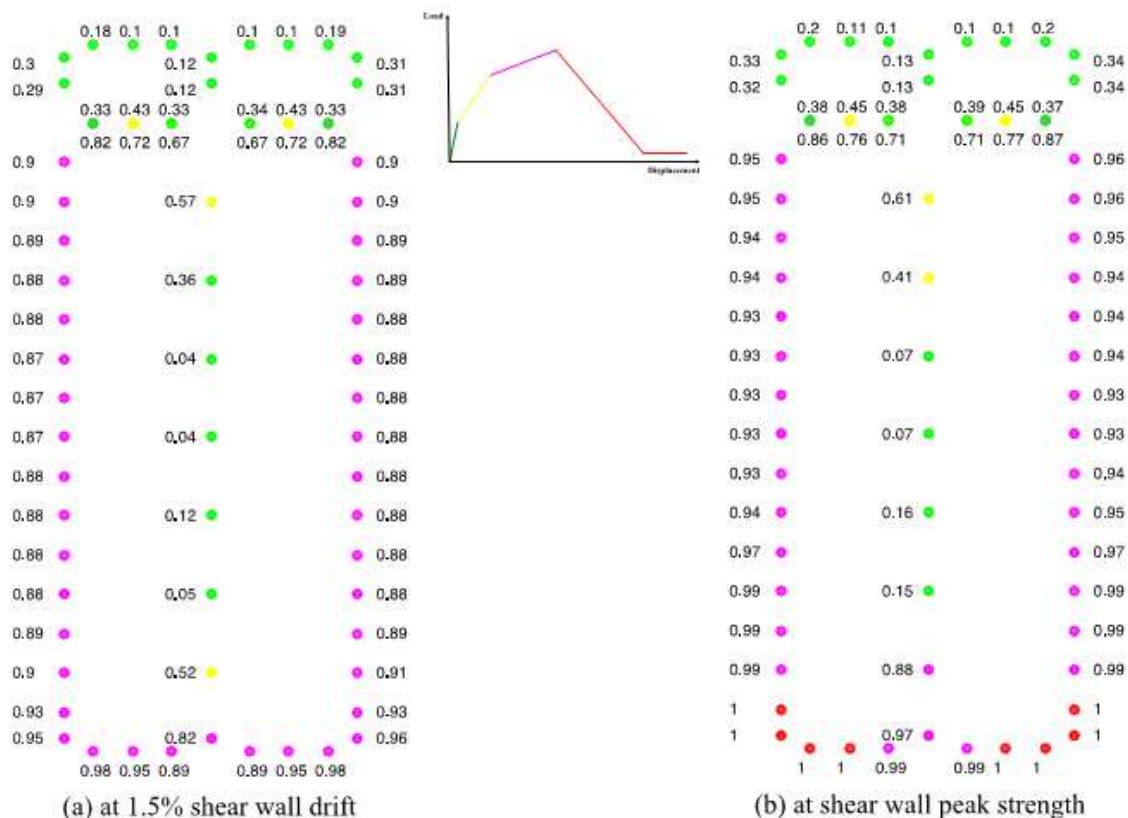 0.18 0.1 0.1 0.1 0.1 0.19
0.3 0.12 0.31
0.29 0.12 0.31
0.33 0.43 0.33 0.34 0.43 0.33
0.82 0.72 0.67 0.67 0.72 0.82
0.9 0.9
0.9 0.57 0.9
0.89 0.89
0.88 0.36 0.89
0.88 0.88
0.87 0.04 0.88
0.87 0.88
0.87 0.04 0.88
0.88 0.88
0.88 0.12 0.88
0.88 0.88
0.88 0.05 0.88
0.89 0.89
0.9 0.52 0.91
0.93 0.93
0.95 0.82 0.96
0.98 0.95 0.89 0.89 0.95 0.98
(a) at 1.5% shear wall drift
Load
Displacement
0.2 0.11 0.1 0.1 0.1 0.2
0.33 0.13 0.34
0.32 0.13 0.34
0.38 0.45 0.38 0.39 0.45 0.37
0.86 0.76 0.71 0.71 0.77 0.87
0.95 0.96
0.95 0.61 0.96
0.94 0.95
0.94 0.41 0.94
0.93 0.94
0.93 0.07 0.94
0.93 0.93
0.93 0.07 0.93
0.93 0.94
0.94 0.16 0.95
0.97 0.97
0.99 0.15 0.99
0.99 0.99
0.99 0.88 0.99
1 1
1 0.97 1
1 1 0.99 0.99 1 1
(b) at shear wall peak strength